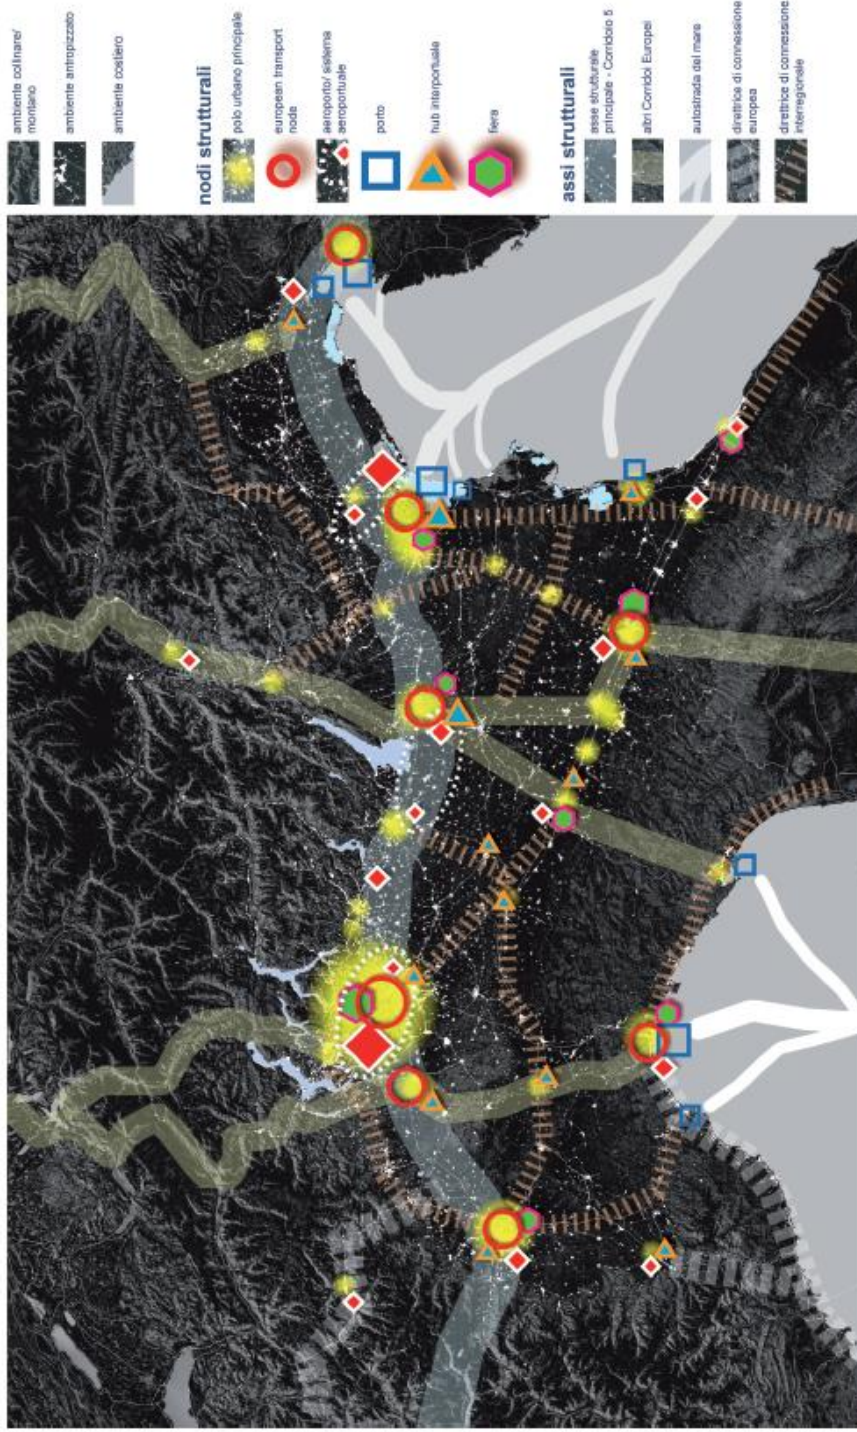 ambiente collinare/
montano
ambiente antropizzato
ambiente costiero
nodi strutturali
polo urbano principale
european transport
node
aeroporto/ sistema
aeroportuale
porto
hub interportuale
fiera
assi strutturali
asse strutturale
principale - Corridoio 5
altri Corridoi Europei
autostrada del mare
direttrice di connessione
europea
direttrice di connessione
interregionale